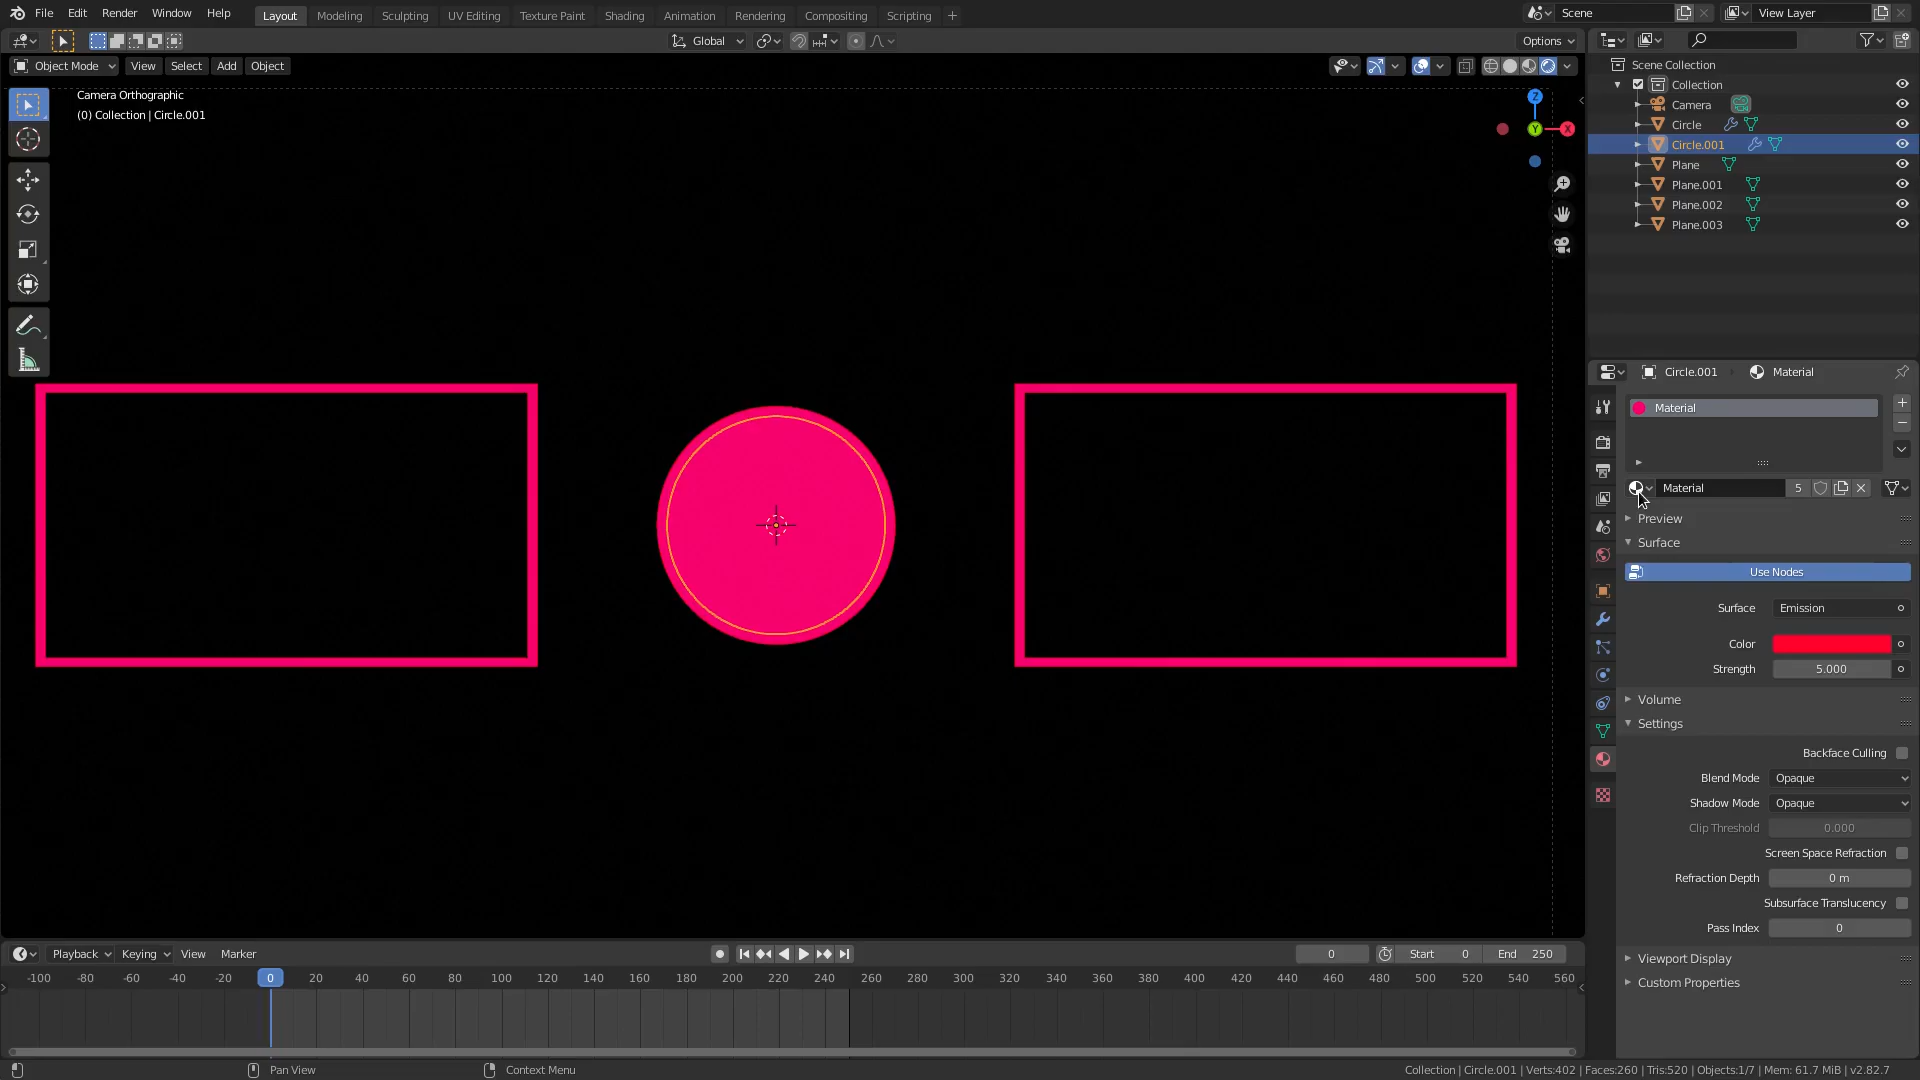 File Edit Render Window Help Layout Modeling Sculpting UV Editing Texture Paint Shading Animation Rendering Compositing Scripting + Scene View Layer
Global Options
Object Mode View Select Add Object
Camera Orthographic
(0) Collection | Circle.001
Z
Y X
Scene Collection
Collection
Camera
Circle
Circle.001
Plane
Plane.001
Plane.002
Plane.003
Circle.001 Material
Material
Material 5
Preview
Surface
Use Nodes
Surface Emission
Color
Strength 5.000
Volume
Settings
Backface Culling
Blend Mode Opaque
Shadow Mode Opaque
Clip Threshold 0.000
Screen Space Refraction
Refraction Depth 0 m
Subsurface Translucency
Pass Index 0
Viewport Display
Custom Properties
Playback Keying View Marker 0 Start 0 End 250
-100 -80 -60 -40 -20 0 20 40 60 80 100 120 140 160 180 200 220 240 260 280 300 320 340 360 380 400 420 440 460 480 500 520 540 560
Pan View Context Menu Collection | Circle.001 | Verts:402 | Faces:260 | Tris:520 | Objects:1/7 | Mem: 61.7 MiB | v2.82.7